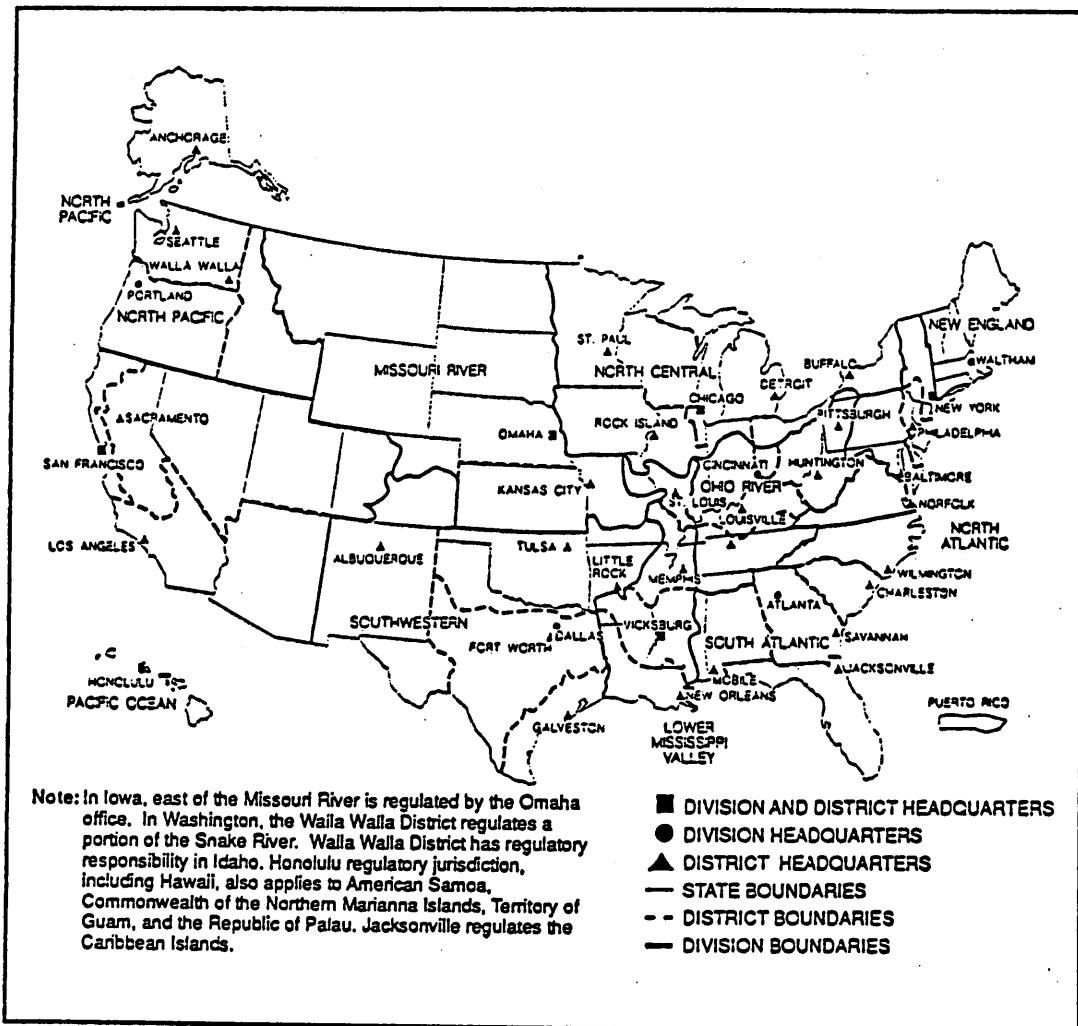 ANCHORAGE
NORTH
PACIFIC
SEATTLE
WALLA WALLA
PORTLAND
NORTH PACIFIC
NEW ENGLAND
ST. PAUL
BUFFALO
WALTHAM
MISSOURI RIVER
NORTH CENTRAL
DETROIT
CHICAGO
NEW YORK
SACRAMENTO
PITTSBURGH
ROCK ISLAND
OMAHA
PHILADELPHIA
SAN FRANCISCO
CINCINNATI
HUNTINGTON
BALTIMORE
KANSAS CITY
OHIO RIVER
ST.
LOUIS
NORFOLK
LOUISVILLE
NORTH
ATLANTIC
LOS ANGELES
ALBUQUERQUE
TULSA
LITTLE
ROCK
MEMPHIS
WILMINGTON
CHARLESTON
ATLANTA
SOUTHWESTERN
VICKSBURG
DALLAS
FORT WORTH
SOUTH ATLANTIC
SAVANNAH
JACKSONVILLE
HONOLULU
MOBILE
NEW ORLEANS
PACIFIC OCEAN
PUERTO RICO
GALVESTON
LOWER
MISSISSIPPI
VALLEY
Note: In Iowa, east of the Missouri River is regulated by the Omaha
office. In Washington, the Walla Walla District regulates a
portion of the Snake River. Walla Walla District has regulatory
responsibility in Idaho. Honolulu regulatory jurisdiction,
including Hawaii, also applies to American Samoa,
Commonwealth of the Northern Marianna Islands, Territory of
Guam, and the Republic of Palau. Jacksonville regulates the
Caribbean Islands.
DIVISION AND DISTRICT HEADQUARTERS
DIVISION HEADQUARTERS
DISTRICT HEADQUARTERS
STATE BOUNDARIES
DISTRICT BOUNDARIES
DIVISION BOUNDARIES